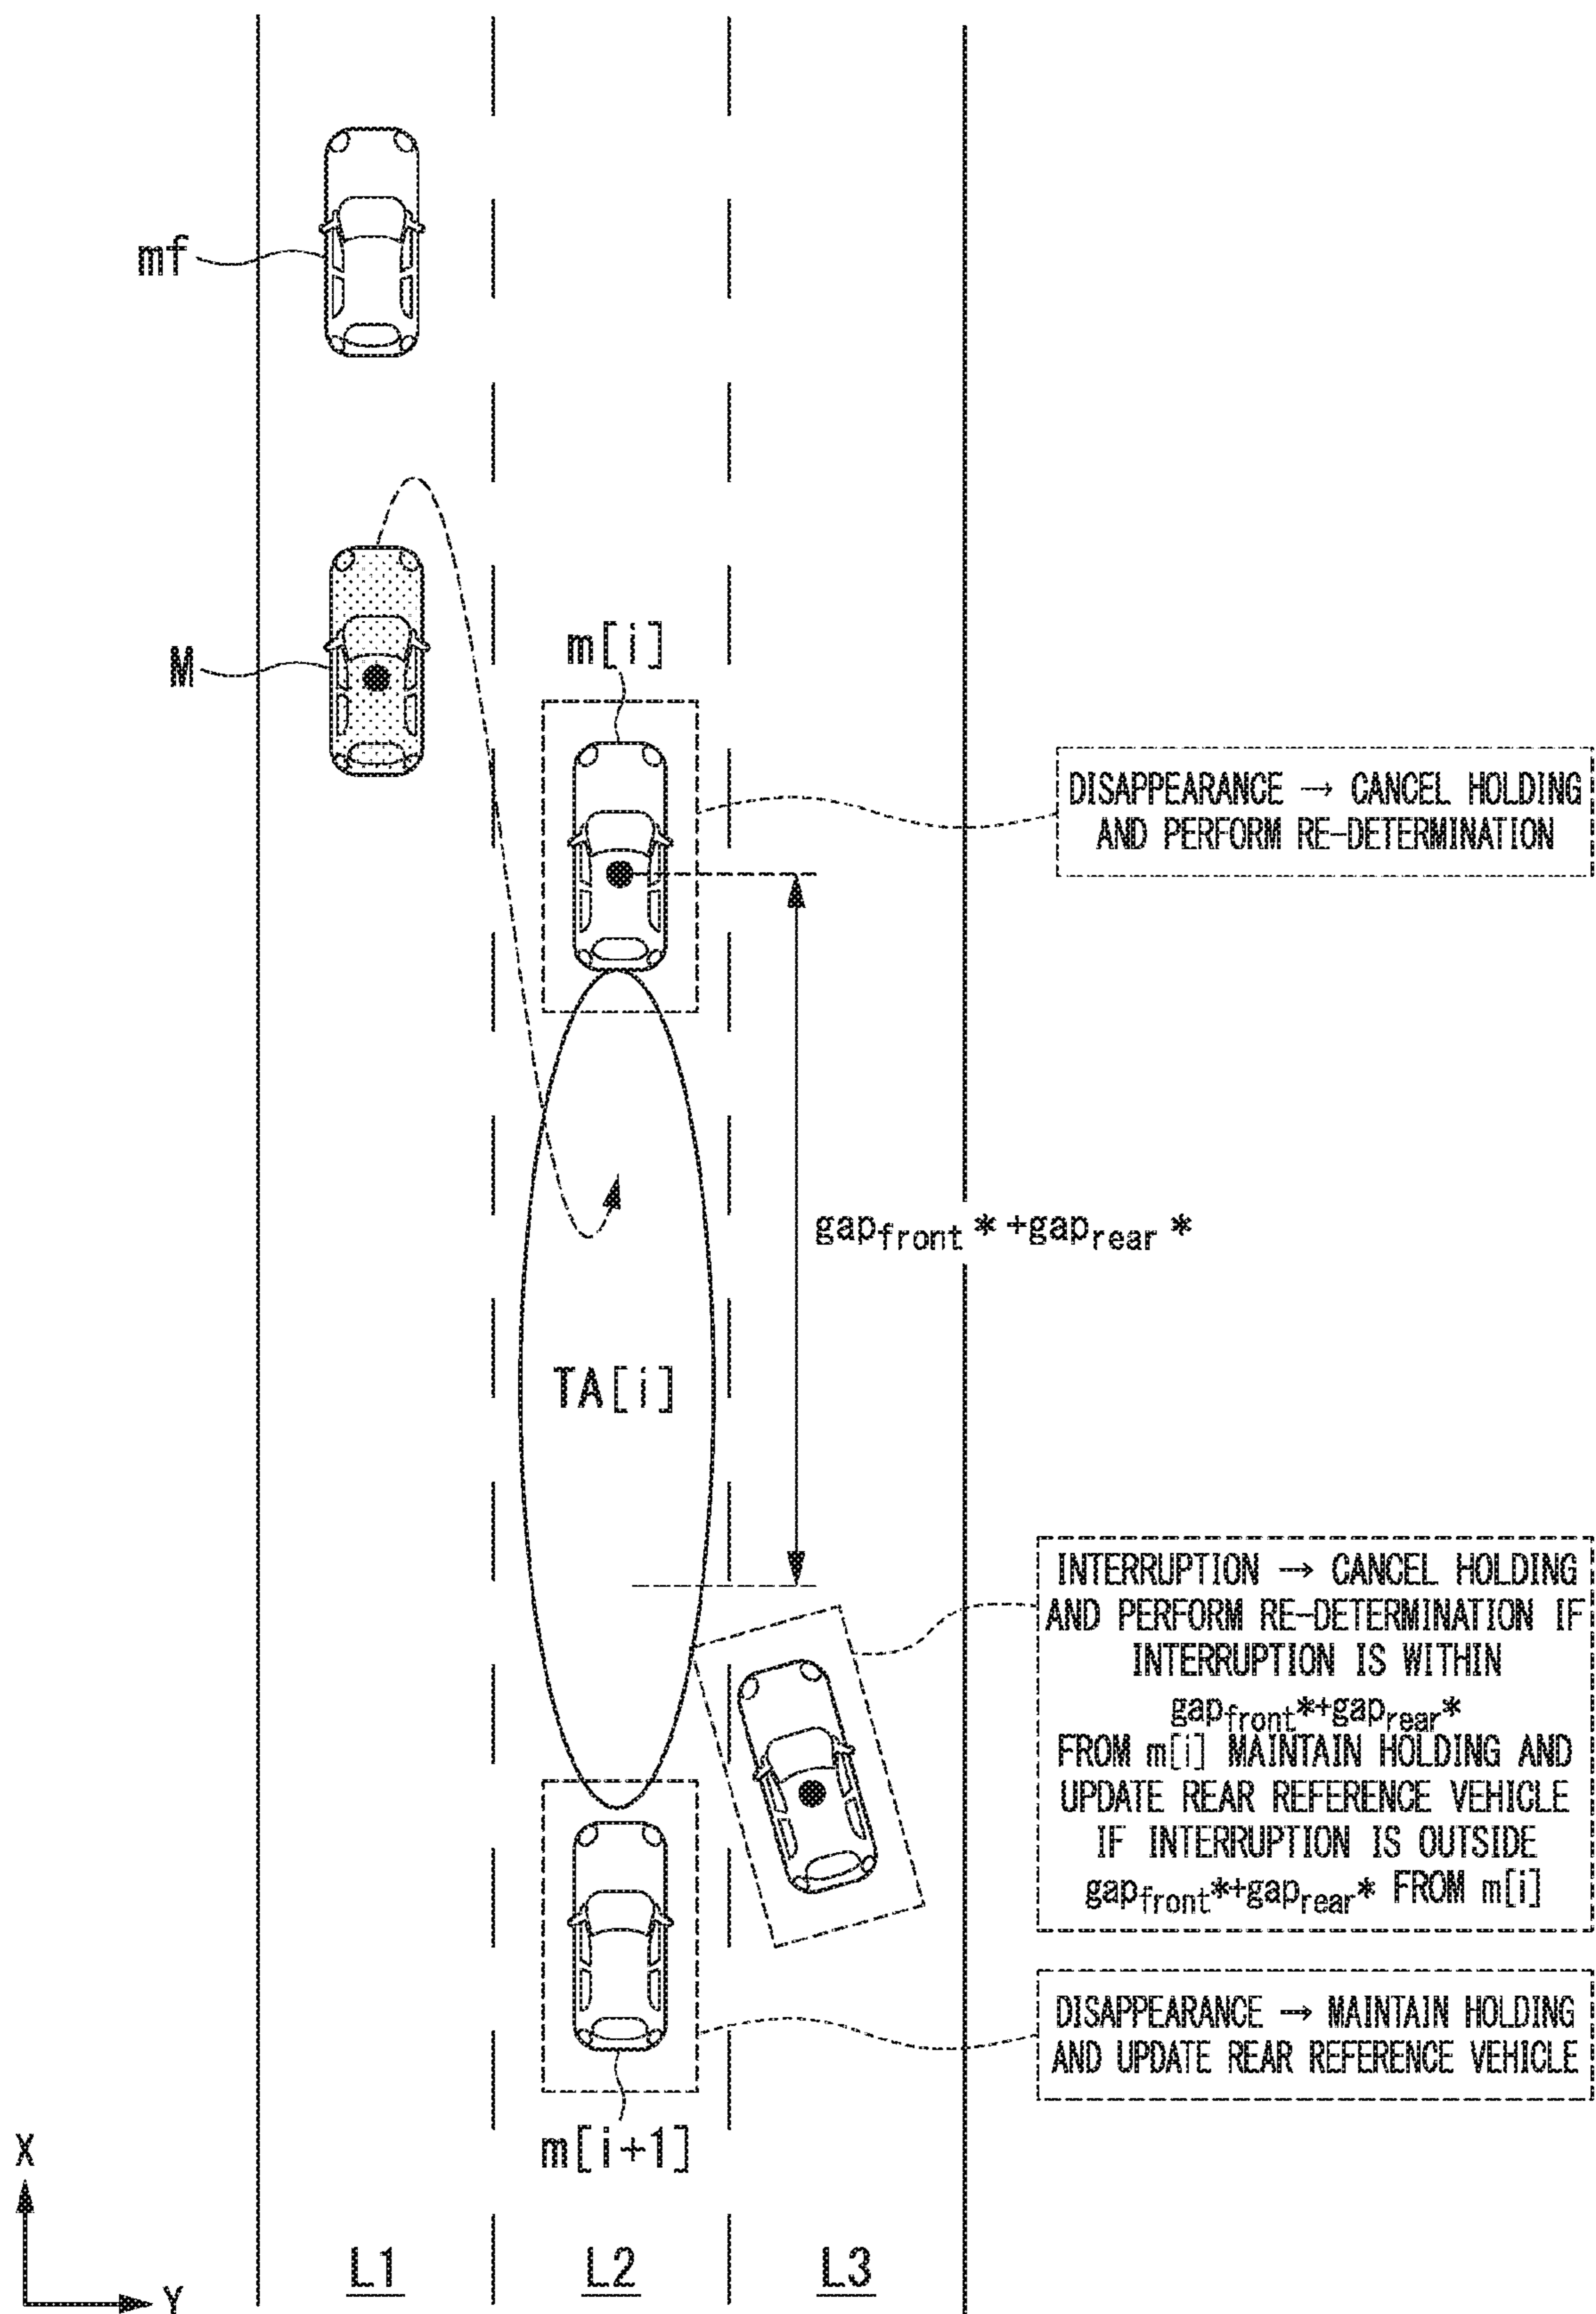 mf
M
m[i]
DISAPPEARANCE → CANCEL HOLDING
AND PERFORM RE-DETERMINATION
gapfront*+gaprear*
TA[i]
INTERRUPTION → CANCEL HOLDING
AND PERFORM RE-DETERMINATION IF
INTERRUPTION IS WITHIN
gapfront*+gaprear*
FROM m[i] MAINTAIN HOLDING AND
UPDATE REAR REFERENCE VEHICLE
IF INTERRUPTION IS OUTSIDE
gapfront*+gaprear* FROM m[i]
DISAPPEARANCE → MAINTAIN HOLDING
AND UPDATE REAR REFERENCE VEHICLE
m[i+1]
X
Y
L1
L2
L3